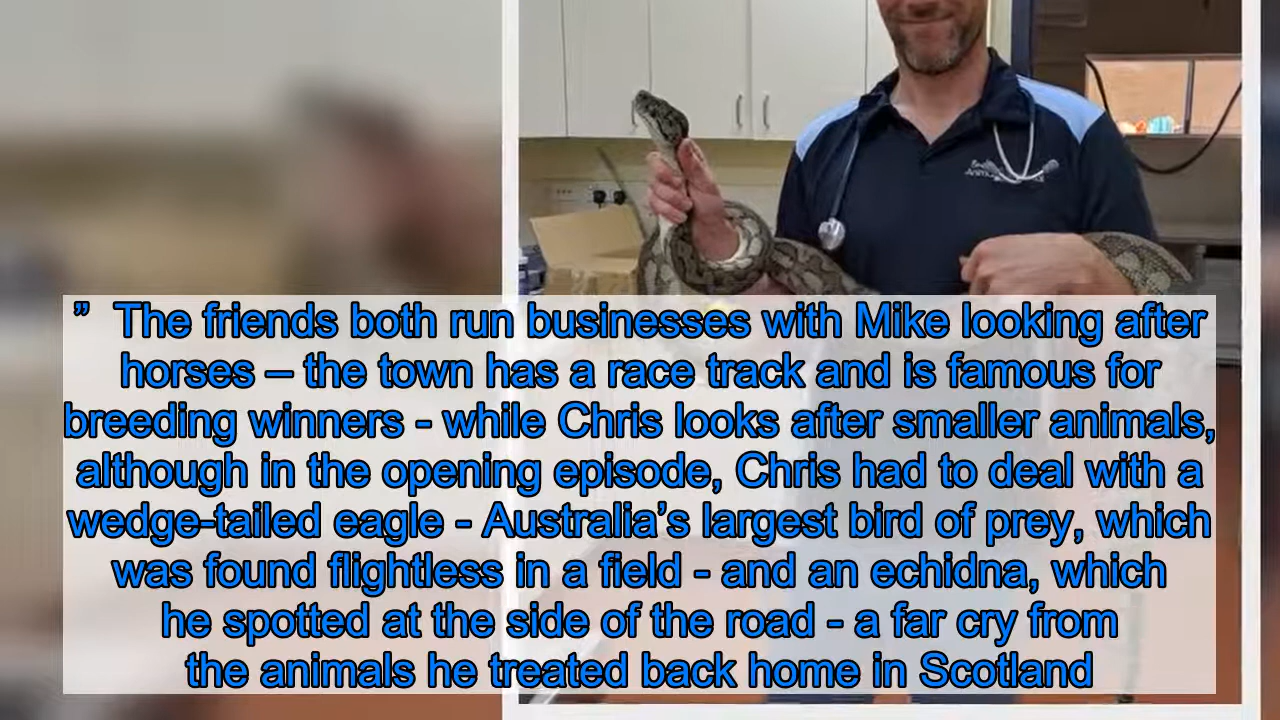 ”  The friends both run businesses with Mike looking after
horses – the town has a race track and is famous for
breeding winners - while Chris looks after smaller animals,
although in the opening episode, Chris had to deal with a
wedge-tailed eagle - Australia’s largest bird of prey, which
was found flightless in a field - and an echidna, which
he spotted at the side of the road - a far cry from
the animals he treated back home in Scotland